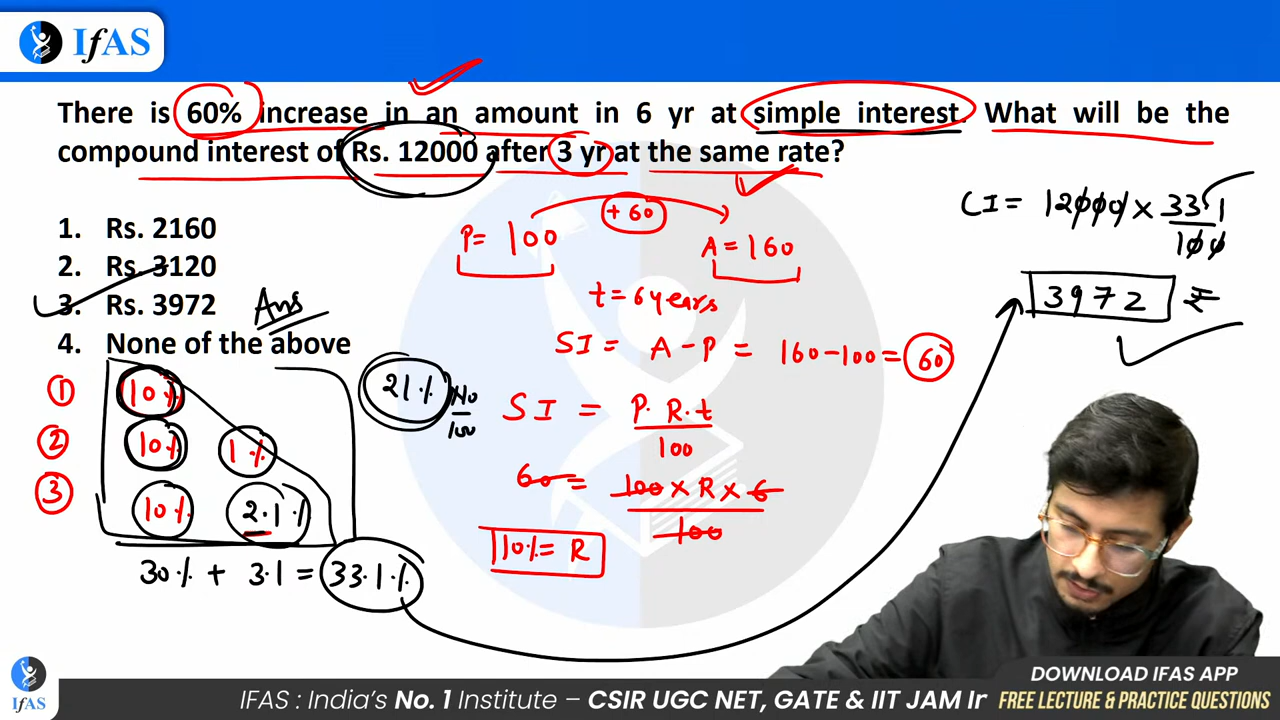 IfAS
There is 60% increase in an amount in 6 yr at simple interest. What will be the
compound interest of Rs. 12000 after 3 yr at the same rate?
1. Rs. 2160
2. Rs. 3120
3. Rs. 3972 Ans
4. None of the above
P= 100
+ 60
A = 160
t = 6 years
SI = A - P = 160-100 = 60
SI = P. R. t
100
60 = 100 x R x 6
100
10% = R
① 10%
② 10% 1%
③ 10% 2.1%
21%
30% + 3.1 = 33.1%
CI = 12000 x 33.1
100
3972 ₹
DOWNLOAD IFAS APP
IFAS : India's No. 1 Institute – CSIR UGC NET, GATE & IIT JAM Ir
FREE LECTURE & PRACTICE QUESTIONS
IfAS